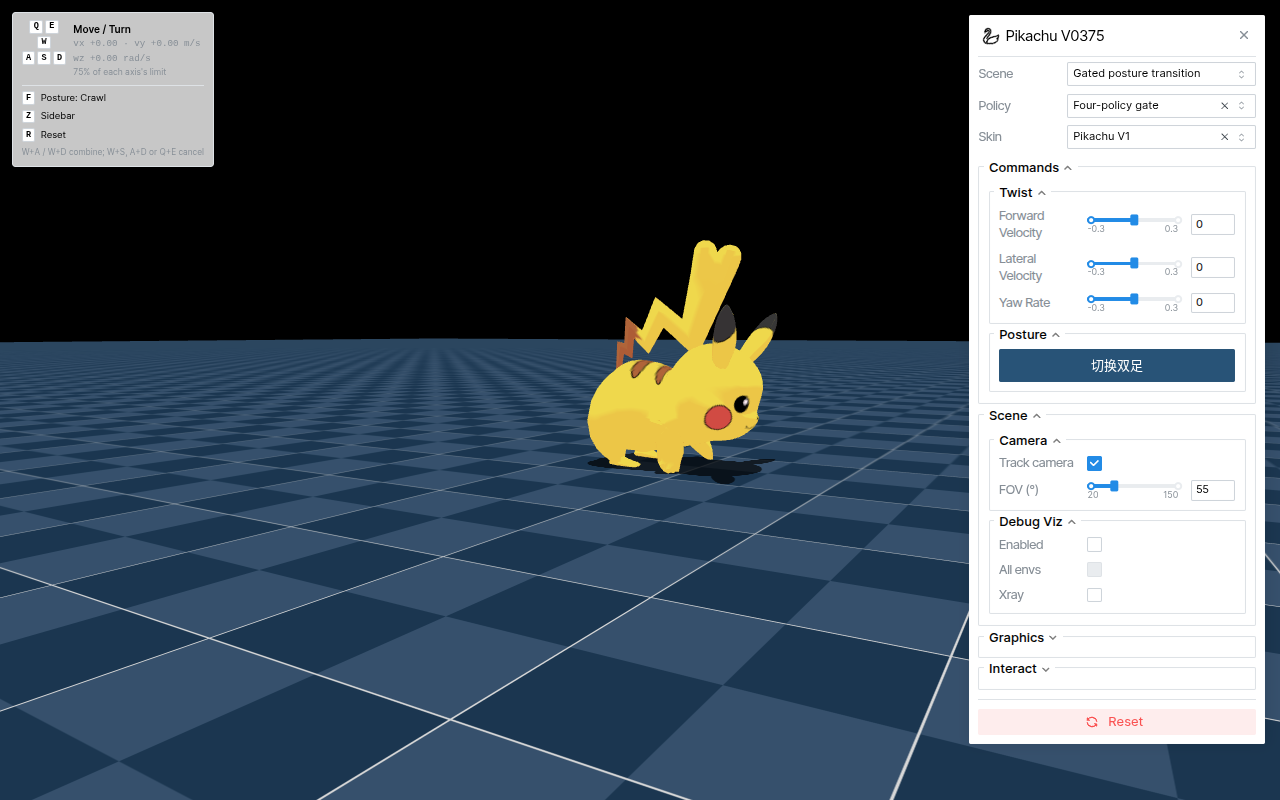 Q E
W
A S D
Move / Turn
vx +0.00 · vy +0.00 m/s
wz +0.00 rad/s
75% of each axis's limit
F Posture: Crawl
Z Sidebar
R Reset
W+A / W+D combine; W+S, A+D or Q+E cancel
Pikachu V0375
Scene Gated posture transition
Policy Four-policy gate
Skin Pikachu V1
Commands
Twist
Forward Velocity -0.3 0.3 0
Lateral Velocity -0.3 0.3 0
Yaw Rate -0.3 0.3 0
Posture
切换双足
Scene
Camera
Track camera
FOV (°) 20 150 55
Debug Viz
Enabled
All envs
Xray
Graphics
Interact
Reset